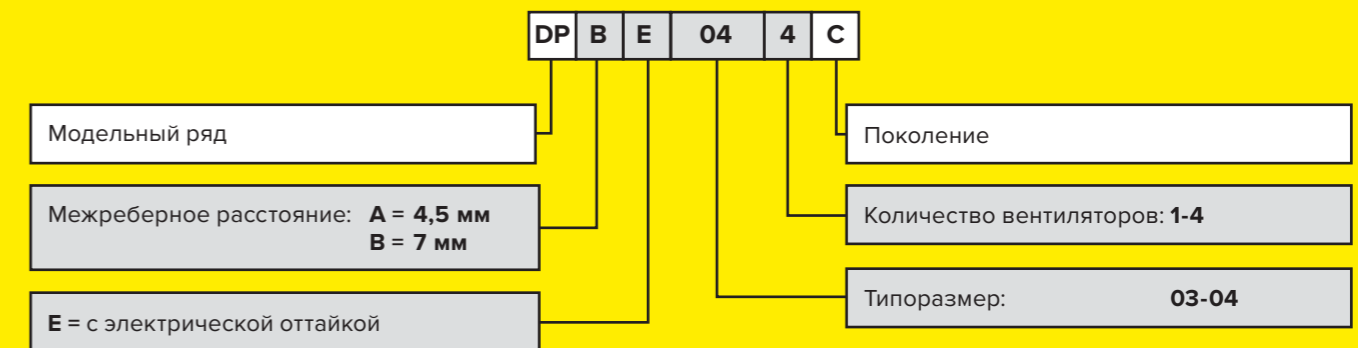 DP B E 04 4 C
Модельный ряд
Межреберное расстояние: A = 4,5 мм
B = 7 мм
E = с электрической оттайкой
Поколение
Количество вентиляторов: 1-4
Типоразмер: 03-04